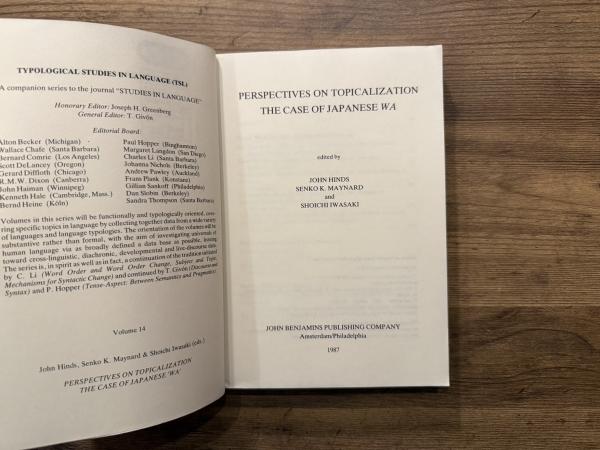 TYPOLOGICAL STUDIES IN LANGUAGE (TSL)
A companion series to the journal "STUDIES IN LANGUAGE"
Honorary Editor: Joseph H. Greenberg
General Editor: T. Givón
Editorial Board:
Alton Becker (Michigan)
Wallace Chafe (Santa Barbara)
Bernard Comrie (Los Angeles)
Scott DeLancey (Oregon)
Gerard Diffloth (Chicago)
R.M.W. Dixon (Canberra)
John Haiman (Winnipeg)
Kenneth Hale (Cambridge, Mass.)
Bernd Heine (Köln)
Paul Hopper (Binghamton)
Margaret Langdon (San Diego)
Charles Li (Santa Barbara)
Johanna Nichols (Berkeley)
Andrew Pawley (Auckland)
Frans Plank (Konstanz)
Gillian Sankoff (Philadelphia)
Dan Slobin (Berkeley)
Sandra Thompson (Santa Barbara)
Volumes in this series will be functionally and typologically oriented, cove-
ring specific topics in language by collecting together data from a wide variety
of languages and language typologies. The orientation of the volumes will be
substantive rather than formal, with the aim of investigating universals of
human language via as broadly defined a data base as possible, leaning
toward cross-linguistic, diachronic, developmental and live-discourse data.
The series is, in spirit as well as in fact, a continuation of the tradition initiated
by C. Li (Word Order and Word Order Change, Subject and Topic,
Mechanisms for Syntactic Change) and continued by T. Givón (Discourse and
Syntax) and P. Hopper (Tense-Aspect: Between Semantics and Pragmatics).
Volume 14
John Hinds, Senko K. Maynard & Shoichi Iwasaki (eds.)
PERSPECTIVES ON TOPICALIZATION
THE CASE OF JAPANESE 'WA'
PERSPECTIVES ON TOPICALIZATION
THE CASE OF JAPANESE WA
edited by
JOHN HINDS
SENKO K. MAYNARD
and
SHOICHI IWASAKI
JOHN BENJAMINS PUBLISHING COMPANY
Amsterdam/Philadelphia
1987